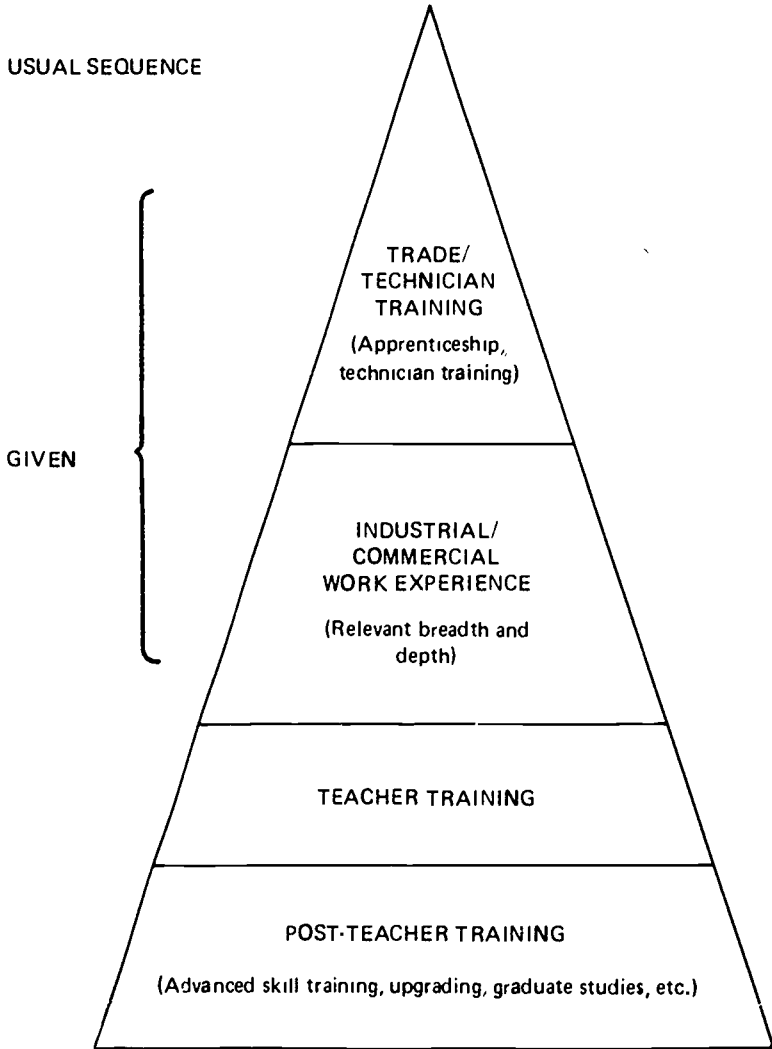 USUAL SEQUENCE
TRADE/
TECHNICIAN
TRAINING
(Apprenticeship,
technician training)
GIVEN
INDUSTRIAL/
COMMERCIAL
WORK EXPERIENCE
(Relevant breadth and
depth)
TEACHER TRAINING
POST-TEACHER TRAINING
(Advanced skill training, upgrading, graduate studies, etc.)